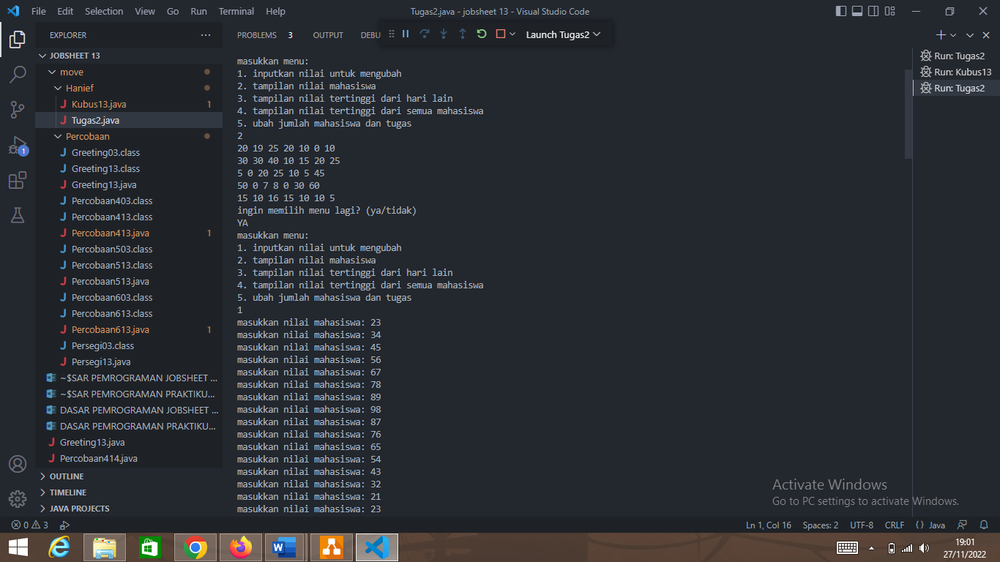 File Edit Selection View Go Run Terminal Help
Tugas2.java - jobsheet 13 - Visual Studio Code
EXPLORER
JOBSHEET 13
move
Hanief
Kubus13.java 1
Tugas2.java
Percobaan
Greeting03.class
Greeting13.class
Greeting13.java
Percobaan403.class
Percobaan413.class
Percobaan413.java 1
Percobaan503.class
Percobaan513.class
Percobaan513.java
Percobaan603.class
Percobaan613.class
Percobaan613.java 1
Persegi03.class
Persegi13.java
~$SAR PEMROGRAMAN JOBSHEET ...
~$SAR PEMROGRAMAN PRAKTIKU...
DASAR PEMROGRAMAN JOBSHEET ...
DASAR PEMROGRAMAN PRAKTIKU...
Greeting13.java
Percobaan414.java
OUTLINE
TIMELINE
JAVA PROJECTS
1
PROBLEMS 3 OUTPUT DEBU
Launch Tugas2
masukkan menu:
1. inputkan nilai untuk mengubah
2. tampilan nilai mahasiswa
3. tampilan nilai tertinggi dari hari lain
4. tampilan nilai tertinggi dari semua mahasiswa
5. ubah jumlah mahasiswa dan tugas
2
20 19 25 20 10 0 10
30 30 40 10 15 20 25
5 0 20 25 10 5 45
50 0 7 8 0 30 60
15 10 16 15 10 10 5
ingin memilih menu lagi? (ya/tidak)
YA
masukkan menu:
1. inputkan nilai untuk mengubah
2. tampilan nilai mahasiswa
3. tampilan nilai tertinggi dari hari lain
4. tampilan nilai tertinggi dari semua mahasiswa
5. ubah jumlah mahasiswa dan tugas
1
masukkan nilai mahasiswa: 23
masukkan nilai mahasiswa: 34
masukkan nilai mahasiswa: 45
masukkan nilai mahasiswa: 56
masukkan nilai mahasiswa: 67
masukkan nilai mahasiswa: 78
masukkan nilai mahasiswa: 89
masukkan nilai mahasiswa: 98
masukkan nilai mahasiswa: 87
masukkan nilai mahasiswa: 76
masukkan nilai mahasiswa: 65
masukkan nilai mahasiswa: 54
masukkan nilai mahasiswa: 43
masukkan nilai mahasiswa: 32
masukkan nilai mahasiswa: 21
masukkan nilai mahasiswa: 23
Run: Tugas2
Run: Kubus13
Run: Tugas2
Activate Windows
Go to PC settings to activate Windows.
0 3
Ln 1, Col 16 Spaces: 2 UTF-8 CRLF {} Java
19:01
27/11/2022